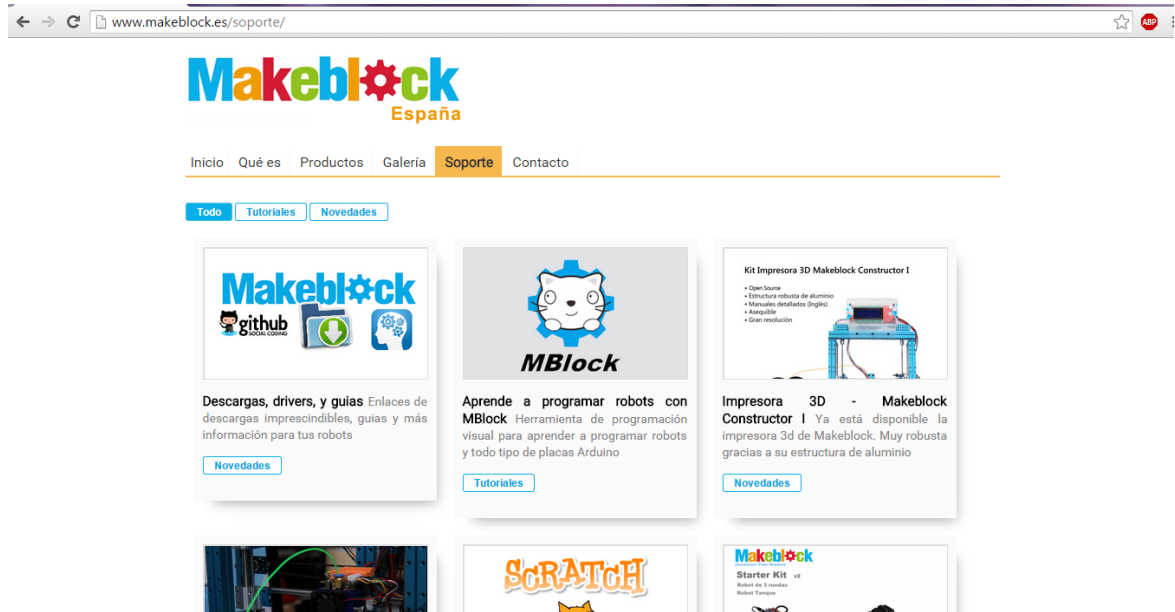 www.makeblock.es/soporte/
ABP
Makeblock
España
Inicio Qué es Productos Galería Soporte Contacto
Todo Tutoriales Novedades
Makeblock
github
SOCIAL CODING
Descargas, drivers, y guias Enlaces de
descargas imprescindibles, guias y más
información para tus robots
Novedades
MBlock
Aprende a programar robots con
MBlock Herramienta de programación
visual para aprender a programar robots
y todo tipo de placas Arduino
Tutoriales
Kit Impresora 3D Makeblock Constructor I
• Open Source
• Estructura robusta de aluminio
• Manuales detallados (Inglés)
• Asequible
• Gran resolución
Impresora 3D - Makeblock
Constructor I Ya está disponible la
impresora 3d de Makeblock. Muy robusta
gracias a su estructura de aluminio
Novedades
SCRATCH
Makeblock
Construct Your Dreams
Starter Kit v2
Robot de 3 ruedas
Robot Tanque